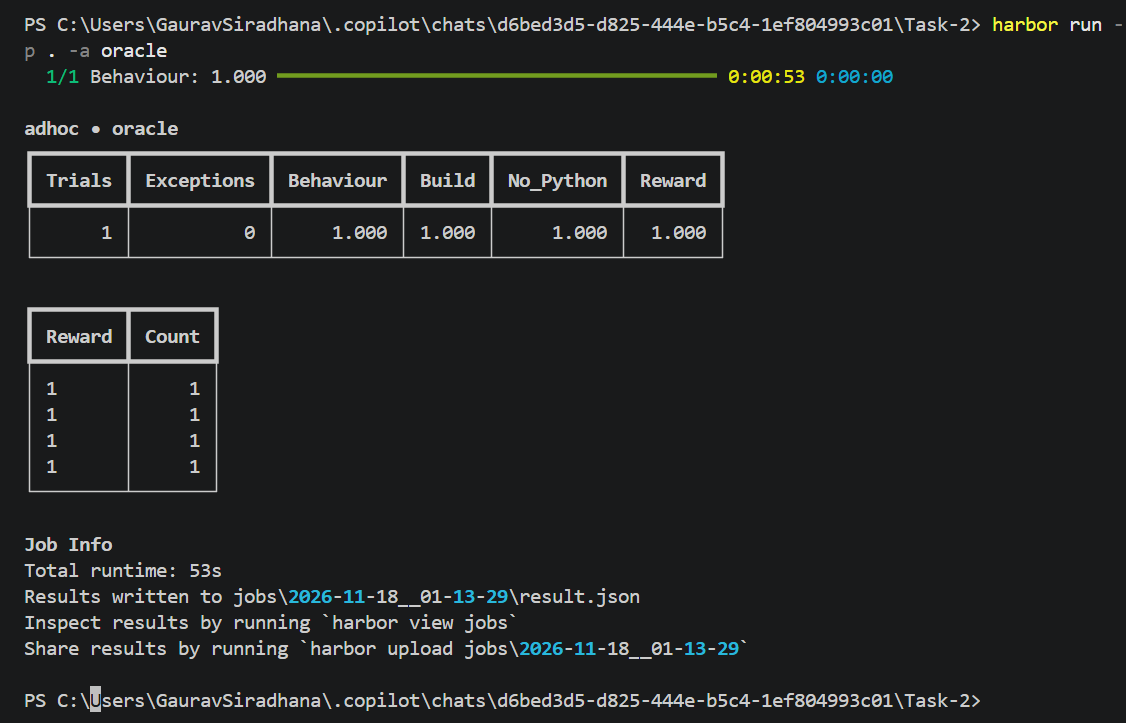 PS C:\Users\GauravSiradhana\.copilot\chats\d6bed3d5-d825-444e-b5c4-1ef804993c01\Task-2> harbor run -
p . -a oracle
1/1 Behaviour: 1.000 0:00:53 0:00:00
adhoc • oracle
Trials Exceptions Behaviour Build No_Python Reward
1 0 1.000 1.000 1.000 1.000
Reward Count
1 1
1 1
1 1
1 1
Job Info
Total runtime: 53s
Results written to jobs\2026-11-18__01-13-29\result.json
Inspect results by running `harbor view jobs`
Share results by running `harbor upload jobs\2026-11-18__01-13-29`
PS C:\Users\GauravSiradhana\.copilot\chats\d6bed3d5-d825-444e-b5c4-1ef804993c01\Task-2>